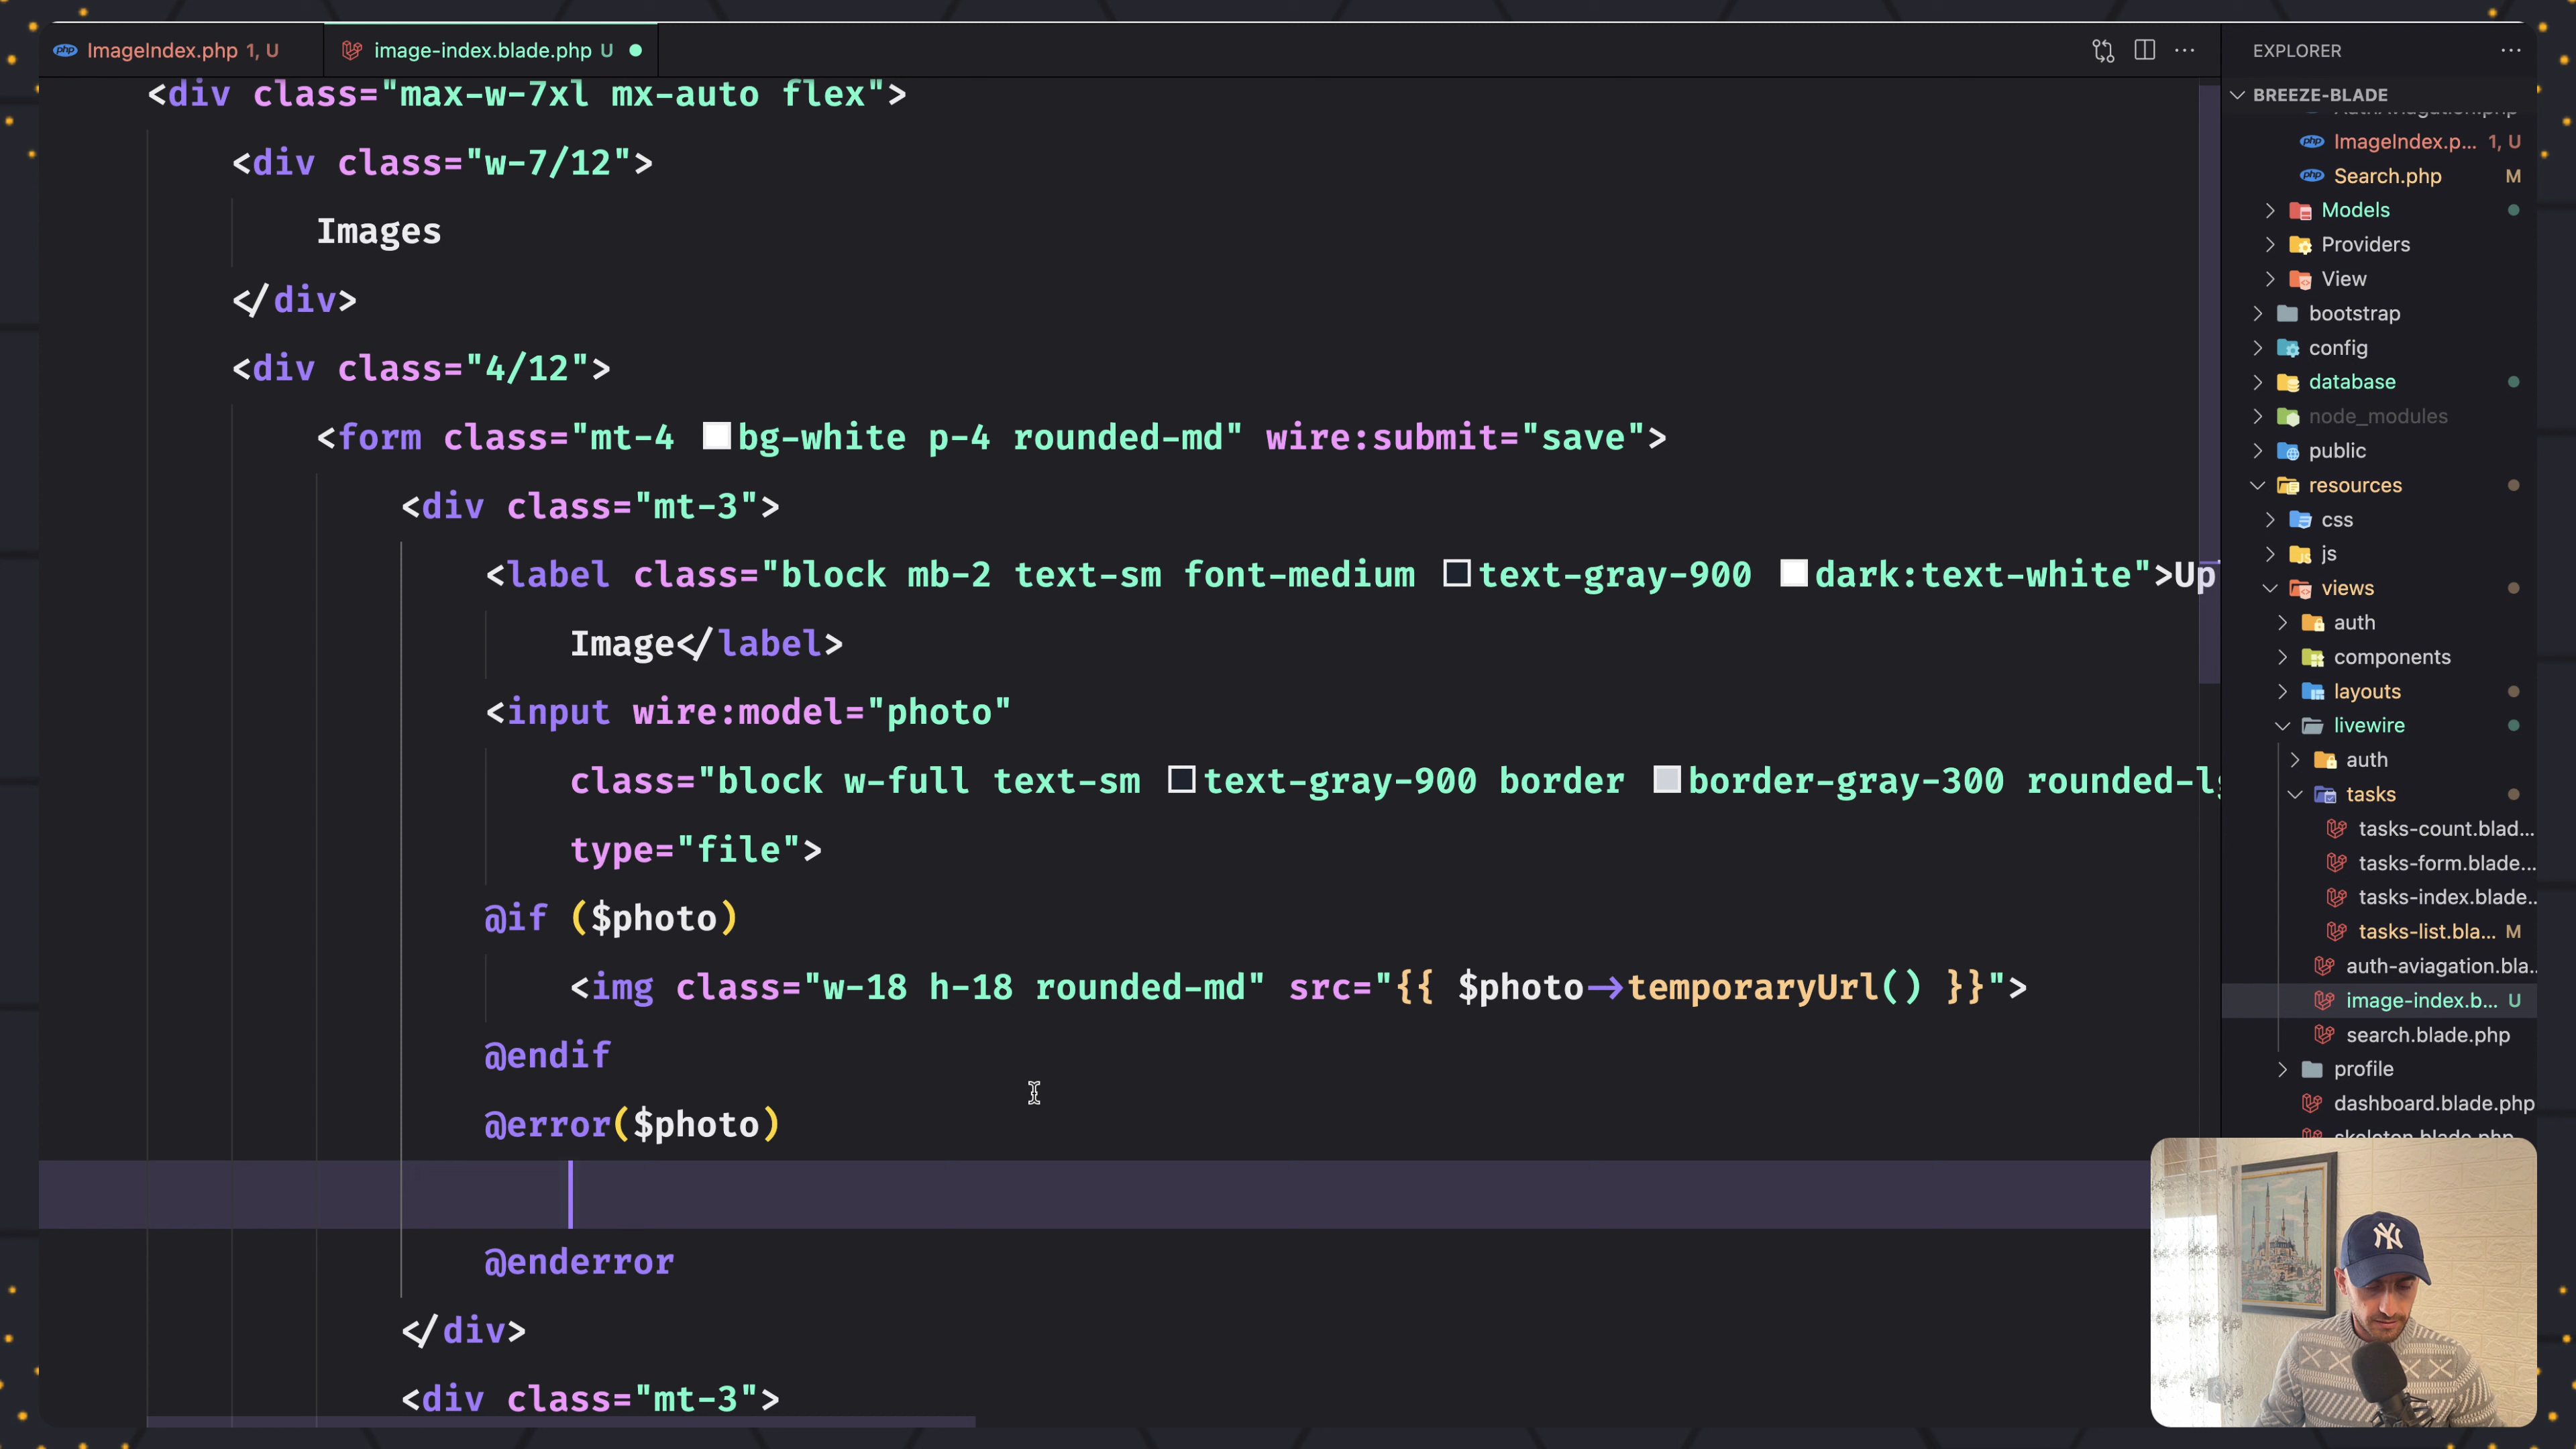 ImageIndex.php 1, U
image-index.blade.php U
<div class="max-w-7xl mx-auto flex">
<div class="w-7/12">
Images
</div>
<div class="4/12">
<form class="mt-4 bg-white p-4 rounded-md" wire:submit="save">
<div class="mt-3">
<label class="block mb-2 text-sm font-medium text-gray-900 dark:text-white">Up
Image</label>
<input wire:model="photo"
class="block w-full text-sm text-gray-900 border border-gray-300 rounded-lg
type="file">
@if ($photo)
<img class="w-18 h-18 rounded-md" src="{{ $photo->temporaryUrl() }}">
@endif
@error($photo)
@enderror
</div>
<div class="mt-3">
EXPLORER
BREEZE-BLADE
AuthAviagation.php
ImageIndex.p... 1, U
Search.php M
Models
Providers
View
bootstrap
config
database
node_modules
public
resources
css
js
views
auth
components
layouts
livewire
auth
tasks
tasks-count.blad...
tasks-form.blade...
tasks-index.blade..
tasks-list.bla... M
auth-aviagation.bla..
image-index.b... U
search.blade.php
profile
dashboard.blade.php
skeleton.blade.php
NY